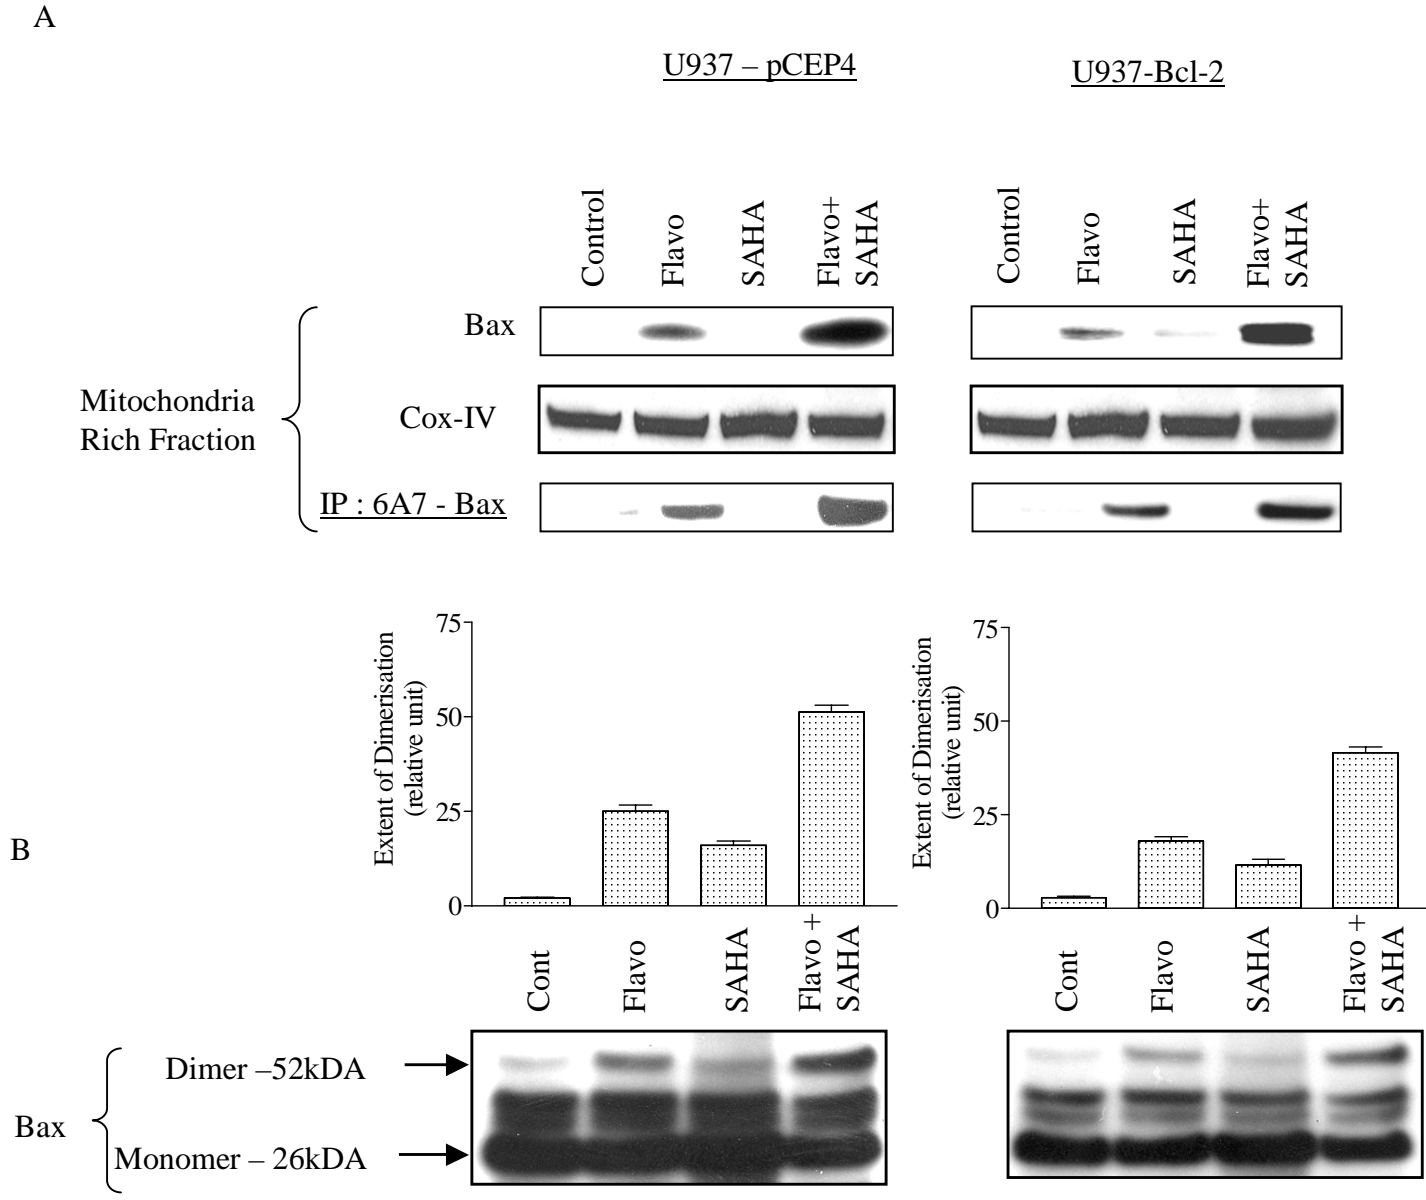 A
U937 – pCEP4
U937-Bcl-2
Control
Flavo
SAHA
Flavo+
SAHA
Control
Flavo
SAHA
Flavo+
SAHA
Mitochondria
Rich Fraction
Bax
Cox-IV
IP : 6A7 - Bax
B
Extent of Dimerisation
(relative unit)
75
50
25
0
Cont
Flavo
SAHA
Flavo +
SAHA
Extent of Dimerisation
(relative unit)
75
50
25
0
Cont
Flavo
SAHA
Flavo +
SAHA
Bax
Dimer –52kDA
Monomer – 26kDA